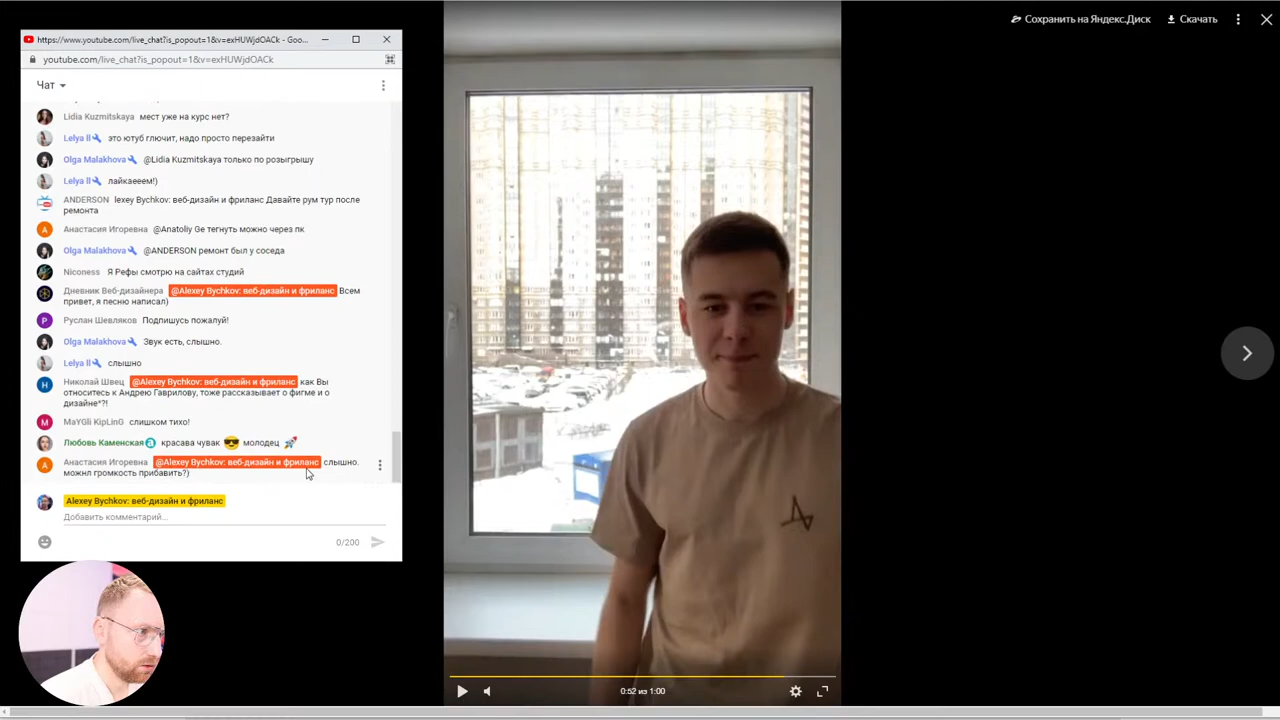 Сохранить на Яндекс.Диск
Скачать
https://www.youtube.com/live_chat?is_popout=1&v=exHUWjdOACk - Goo...
youtube.com/live_chat?is_popout=1&v=exHUWjdOACk
Чат
Lidia Kuzmitskaya мест уже на курс нет?
Lelya ll это ютуб глючит, надо просто перезайти
Olga Malakhova @Lidia Kuzmitskaya только по розыгрышу
Lelya ll лайкаееем!)
ANDERSON lexey Bychkov: веб-дизайн и фриланс Давайте рум тур после
ремонта
Анастасия Игоревна @Anatoliy Ge тегнуть можно через пк
Olga Malakhova @ANDERSON ремонт был у соседа
Niconess Я Рефы смотрю на сайтах студий
Дневник Веб-дизайнера @Alexey Bychkov: веб-дизайн и фриланс Всем
привет, я песню написал)
Руслан Шевляков Подпишусь пожалуй!
Olga Malakhova Звук есть, слышно.
Lelya ll слышно
Николай Швец @Alexey Bychkov: веб-дизайн и фриланс как Вы
относитесь к Андрею Гаврилову, тоже рассказывает о фигме и о
дизайне*?!
MaYGli KipLinG слишком тихо!
Любовь Каменская красава чувак 😎 молодец 🚀
Анастасия Игоревна @Alexey Bychkov: веб-дизайн и фриланс слышно.
можнл громкость прибавить?)
Alexey Bychkov: веб-дизайн и фриланс
Добавить комментарий...
0/200
0:52 из 1:00